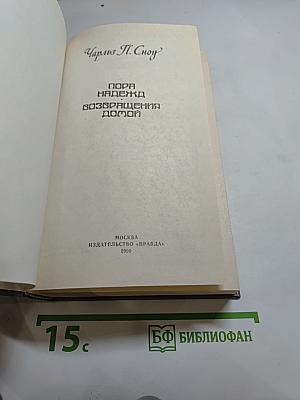 Чарльз П. Сноу
ПОРА
НАДЕЖД
•
ВОЗВРАЩЕНИЯ
ДОМОЙ
МОСКВА
ИЗДАТЕЛЬСТВО «ПРАВДА»
15с
БФ БИБЛИОФАН